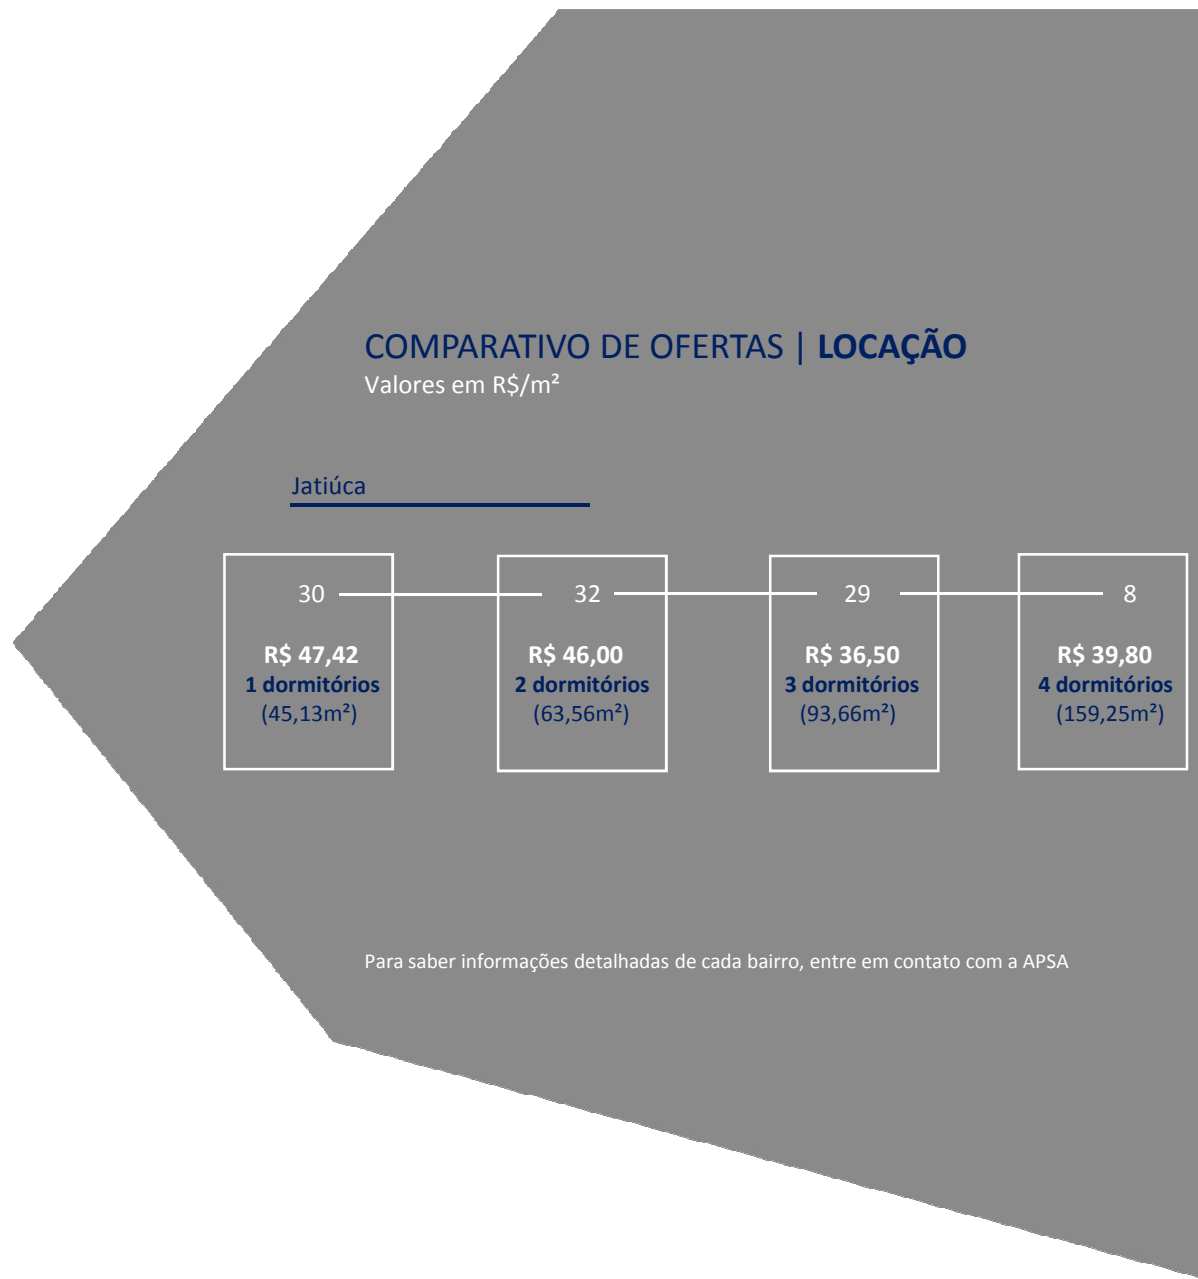 COMPARATIVO DE OFERTAS | LOCAÇÃO
Valores em R$/m²
Jatiúca
30 32 29 8
R$ 47,42 R$ 46,00 R$ 36,50 R$ 39,80
1 dormitórios 2 dormitórios 3 dormitórios 4 dormitórios
(45,13m²) (63,56m²) (93,66m²) (159,25m²)
Para saber informações detalhadas de cada bairro, entre em contato com a APSA